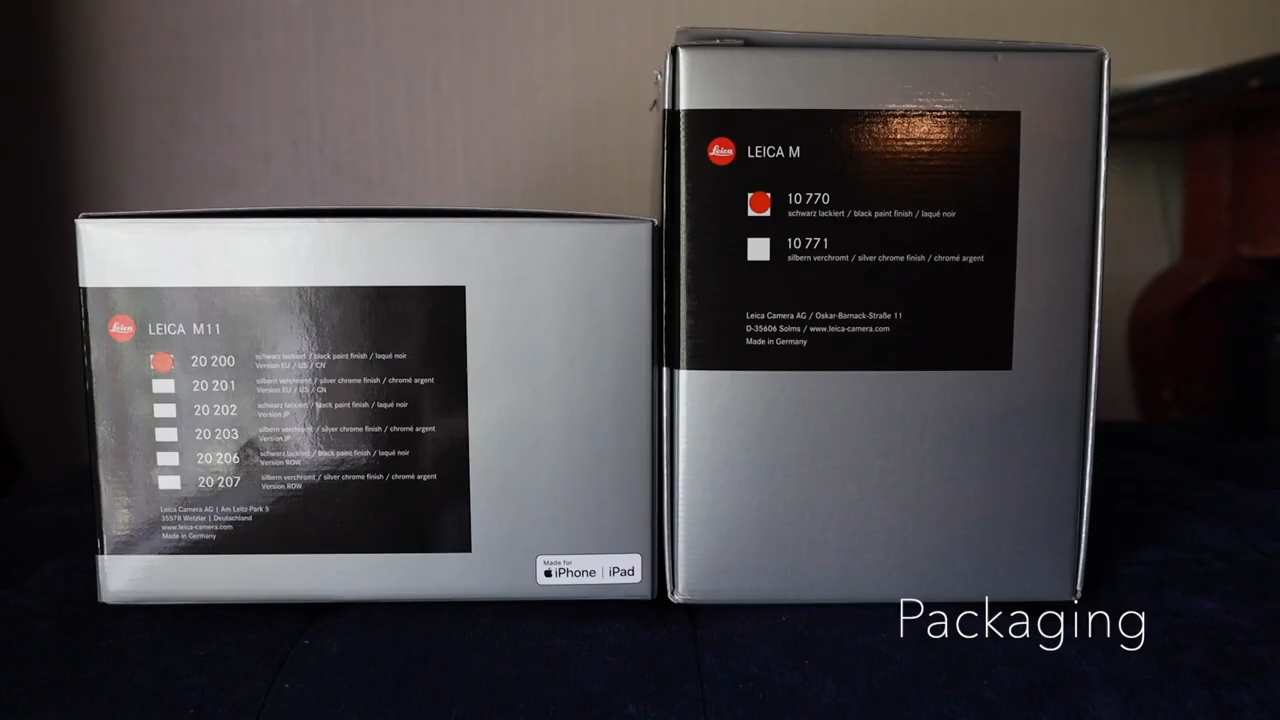 Leica LEICA M11
20 200 schwarz lackiert / black paint finish / laqué noir
Version EU / US / CN
20 201 silbern verchromt / silver chrome finish / chromé argent
Version EU / US / CN
20 202 schwarz lackiert / black paint finish / laqué noir
Version JP
20 203 silbern verchromt / silver chrome finish / chromé argent
Version JP
20 206 schwarz lackiert / black paint finish / laqué noir
Version ROW
20 207 silbern verchromt / silver chrome finish / chromé argent
Version ROW
Leica Camera AG | Am Leitz-Park 5
35578 Wetzlar | Deutschland
www.leica-camera.com
Made in Germany
Made for
iPhone | iPad
Leica LEICA M
10 770
schwarz lackiert / black paint finish / laqué noir
10 771
silbern verchromt / silver chrome finish / chromé argent
Leica Camera AG / Oskar-Barnack-Straße 11
D-35606 Solms / www.leica-camera.com
Made in Germany
Packaging